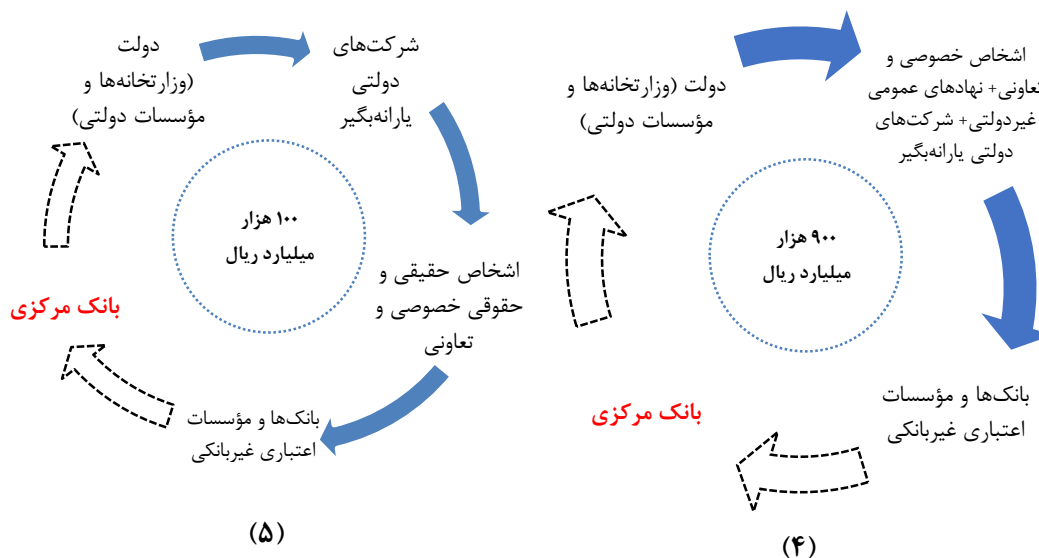 اشخاص خصوصی و
تعاونی+ نهادهای عمومی
غیردولتی+ شرکت‌های
دولتی یارانه‌بگیر
دولت (وزارتخانه‌ها و
مؤسسات دولتی)
۹۰۰ هزار
میلیارد ریال
بانک‌ها و مؤسسات
اعتباری غیربانکی
بانک مرکزی
(۴)
شرکت‌های
دولتی
یارانه‌بگیر
دولت
(وزارتخانه‌ها و
مؤسسات دولتی)
۱۰۰ هزار
میلیارد ریال
اشخاص حقیقی و
حقوقی خصوصی و
تعاونی
بانک مرکزی
بانک‌ها و مؤسسات
اعتباری غیربانکی
(۵)